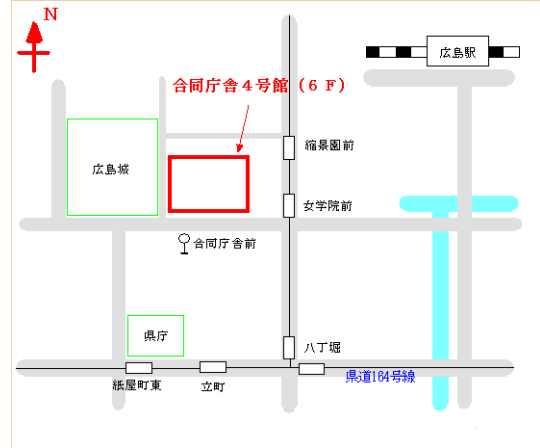 N
広島駅
合同庁舎４号館（６Ｆ）
縮景園前
広島城
女学院前
合同庁舎前
県庁
八丁堀
県道164号線
紙屋町東
立町